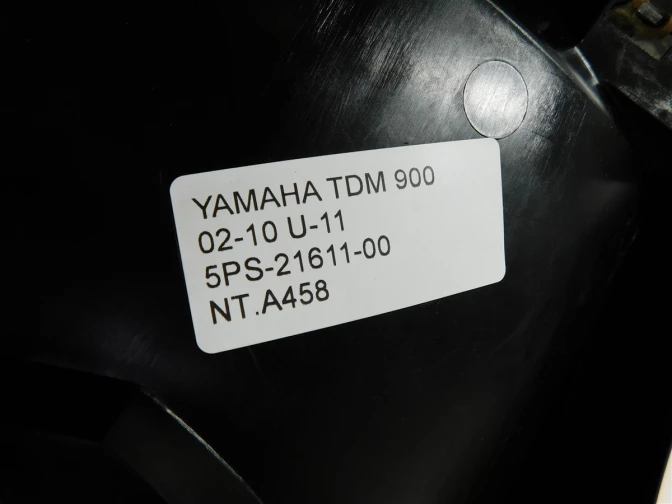 YAMAHA TDM 900
02-10 U-11
5PS-21611-00
NT.A458